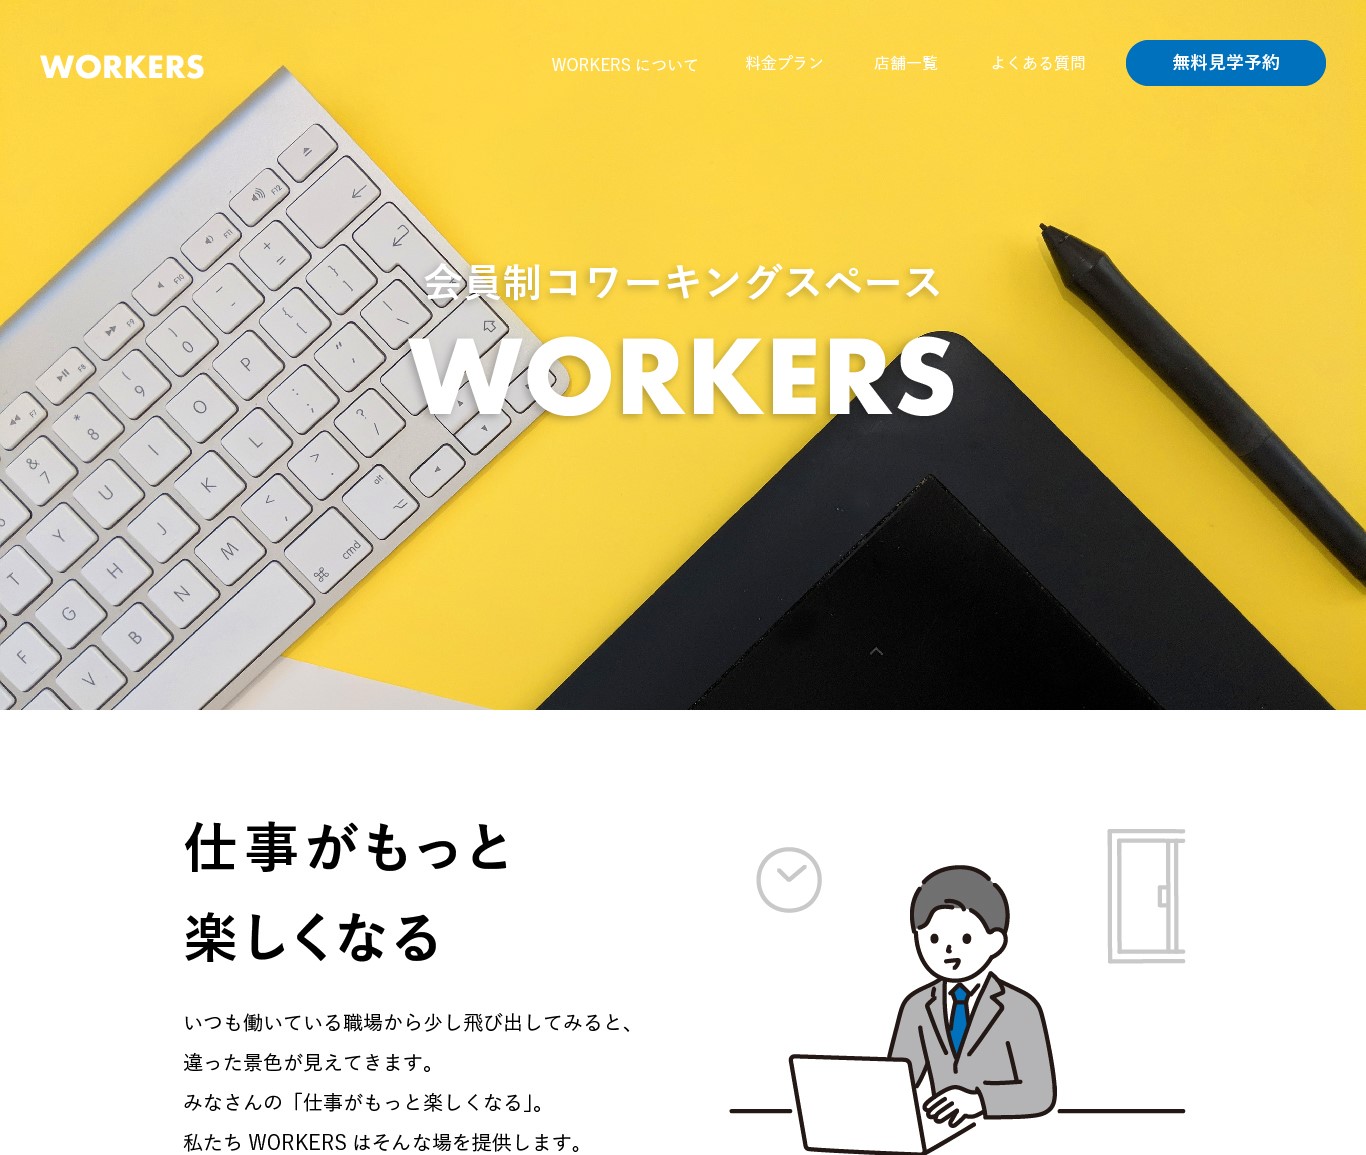 WORKERS
WORKERS について
料金プラン
店舗一覧
よくある質問
無料見学予約
会員制コワーキングスペース
WORKERS
仕事がもっと
楽しくなる
いつも働いている職場から少し飛び出してみると、
違った景色が見えてきます。
みなさんの「仕事がもっと楽しくなる」。
私たち WORKERS はそんな場を提供します。